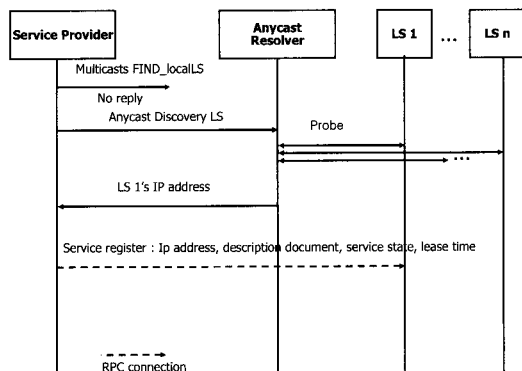 Service Provider
Anycast
Resolver
LS 1
...
LS n
Multicasts FIND_localLS
No reply
Anycast Discovery LS
Probe
...
LS 1's IP address
Service register : Ip address, description document, service state, lease time
RPC connection